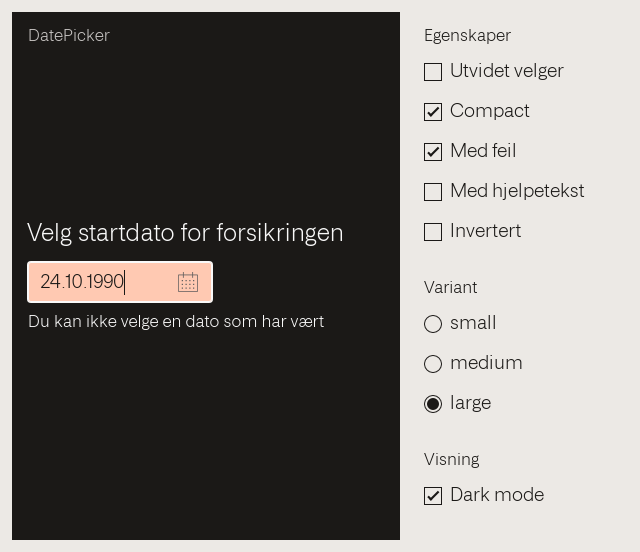 DatePicker
Velg startdato for forsikringen
24.10.1990
Du kan ikke velge en dato som har vært
Egenskaper
Utvidet velger
Compact
Med feil
Med hjelpetekst
Invertert
Variant
small
medium
large
Visning
Dark mode